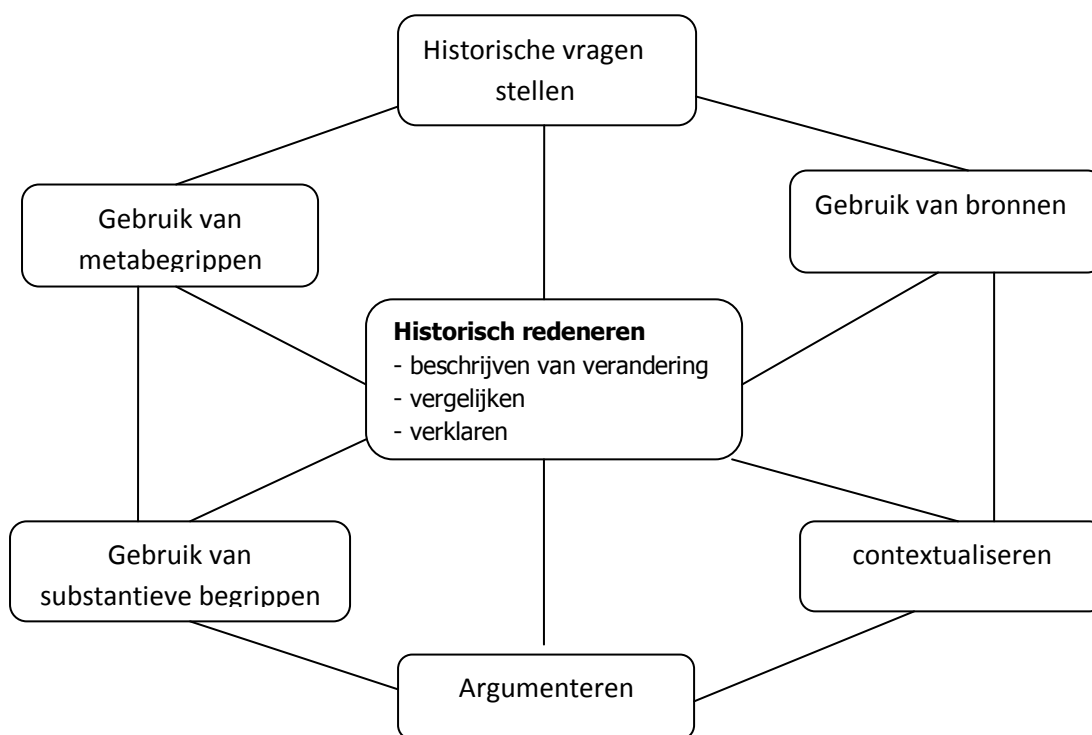 Historische vragen
stellen
Gebruik van
metabegrippen
Gebruik van bronnen
Historisch redeneren
- beschrijven van verandering
- vergelijken
- verklaren
Gebruik van
substantieve begrippen
contextualiseren
Argumenteren